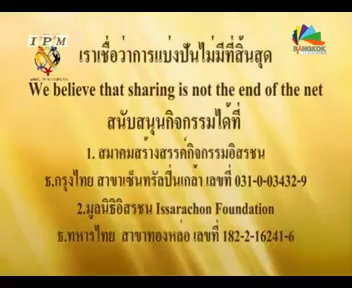 IPM
BANGKOK
เราเชื่อว่าการแบ่งปันไม่มีที่สิ้นสุด
We believe that sharing is not the end of the net
สนับสนุนกิจกรรมได้ที่
1. สมาคมสร้างสรรค์กิจกรรมอิสรชน
ธ.กรุงไทย สาขาเซ็นทรัลปิ่นเกล้า เลขที่ 031-0-03432-9
2.มูลนิธิอิสรชน Issarachon Foundation
ธ.ทหารไทย สาขาทองหล่อ เลขที่ 182-2-16241-6